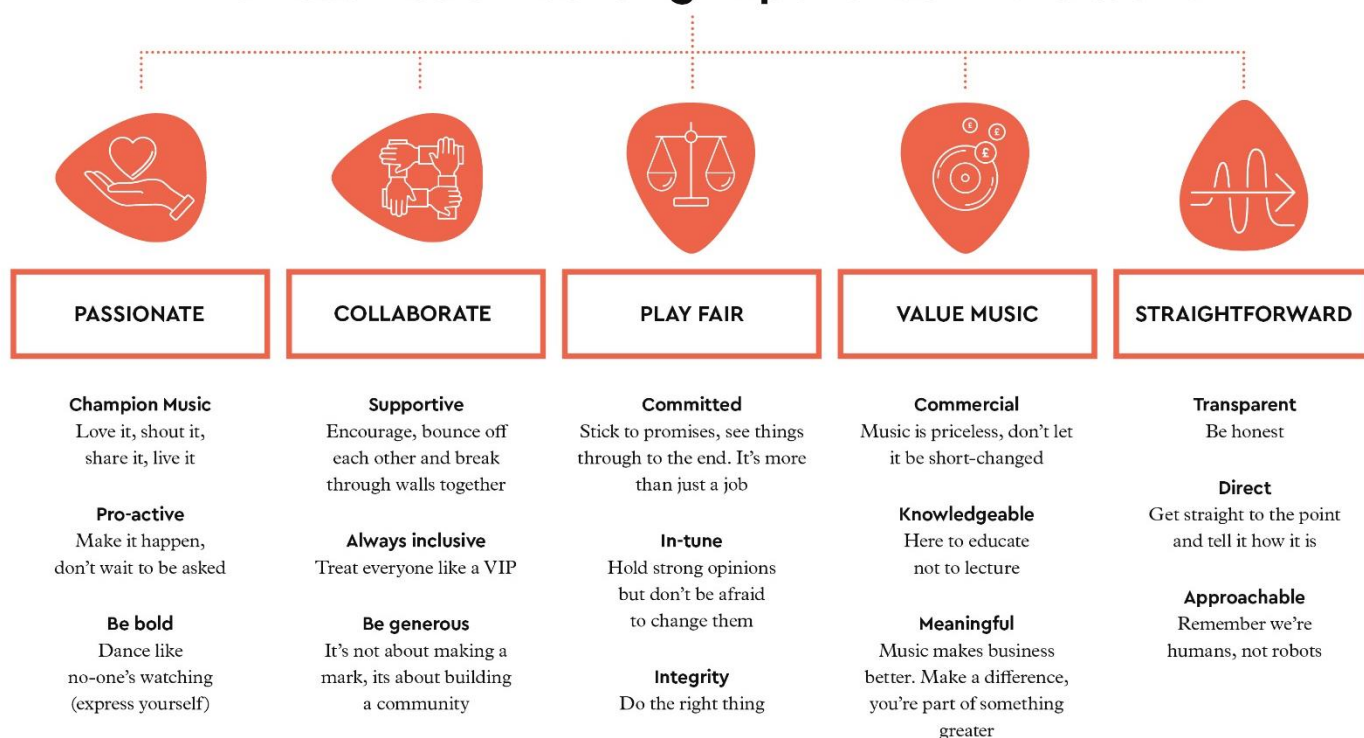 PASSIONATE
Champion Music
Love it, shout it,
share it, live it
Pro-active
Make it happen,
don't wait to be asked
Be bold
Dance like
no-one's watching
(express yourself)
COLLABORATE
Supportive
Encourage, bounce off
each other and break
through walls together
Always inclusive
Treat everyone like a VIP
Be generous
It's not about making a
mark, its about building
a community
PLAY FAIR
Committed
Stick to promises, see things
through to the end. It's more
than just a job
In-tune
Hold strong opinions
but don't be afraid
to change them
Integrity
Do the right thing
£
£
£
VALUE MUSIC
Commercial
Music is priceless, don't let
it be short-changed
Knowledgeable
Here to educate
not to lecture
Meaningful
Music makes business
better. Make a difference,
you're part of something
greater
STRAIGHTFORWARD
Transparent
Be honest
Direct
Get straight to the point
and tell it how it is
Approachable
Remember we're
humans, not robots